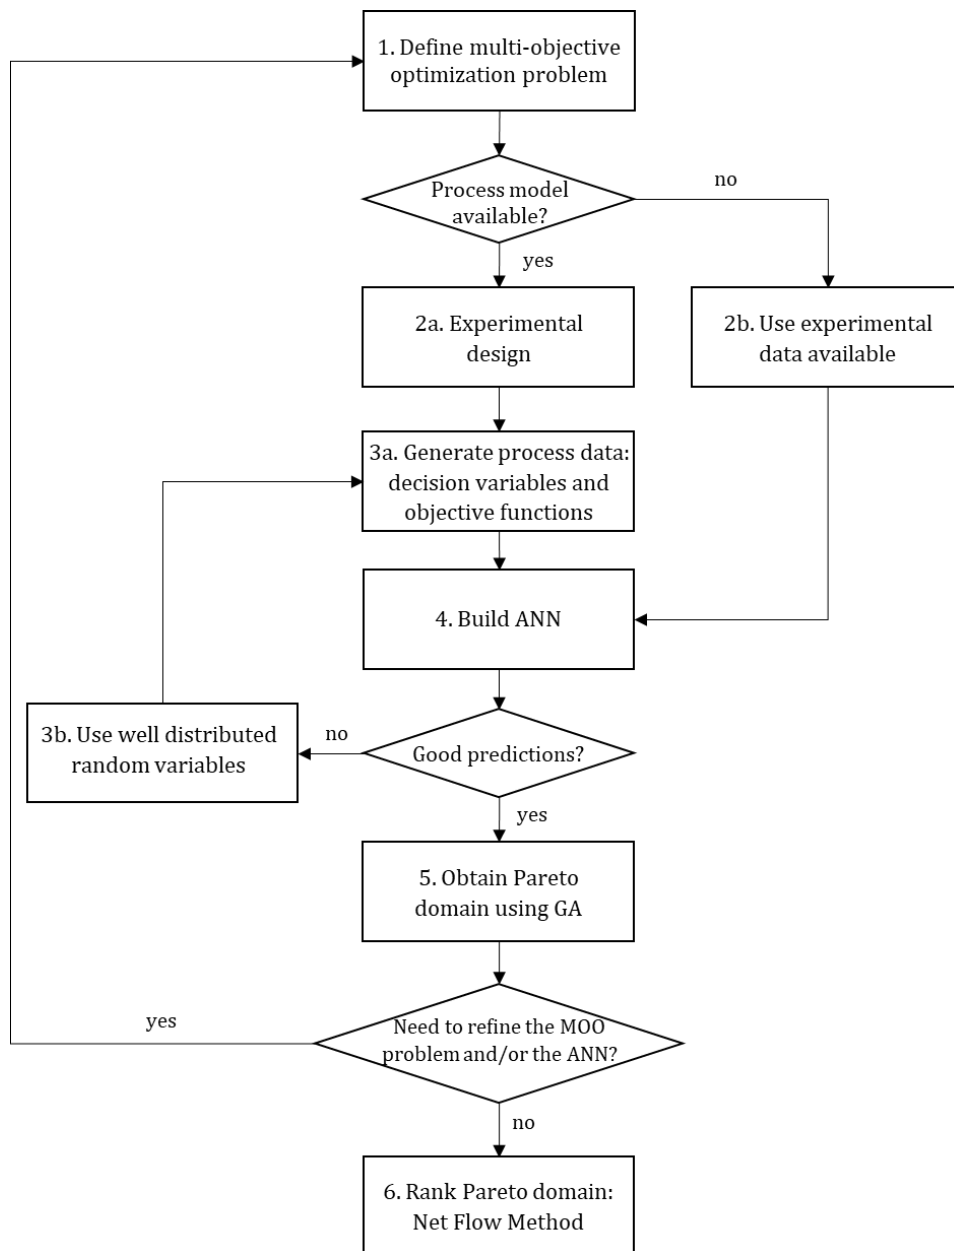 1. Define multi-objective
optimization problem
Process model
available?
no
yes
2a. Experimental
design
2b. Use experimental
data available
3a. Generate process data:
decision variables and
objective functions
4. Build ANN
3b. Use well distributed
random variables
no
Good predictions?
yes
5. Obtain Pareto
domain using GA
yes
Need to refine the MOO
problem and/or the ANN?
no
6. Rank Pareto domain:
Net Flow Method